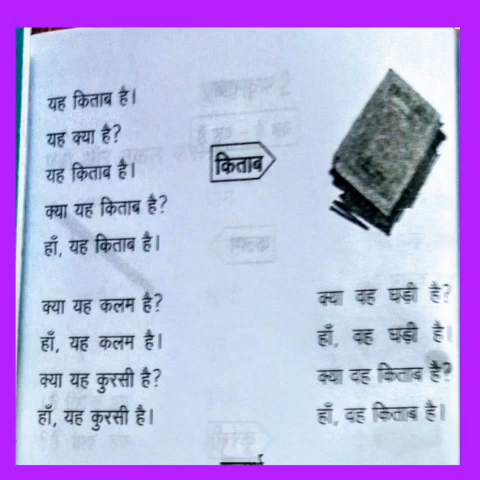 यह किताब है।
यह क्या है?
यह किताब है।
किताब
क्या यह किताब है?
हाँ, यह किताब है।
क्या यह कलम है?
हाँ, यह कलम है।
क्या यह कुरसी है?
हाँ, यह कुरसी है।
क्या वह घड़ी है?
हाँ, वह घड़ी है।
क्या वह किताब है?
हाँ, वह किताब है।